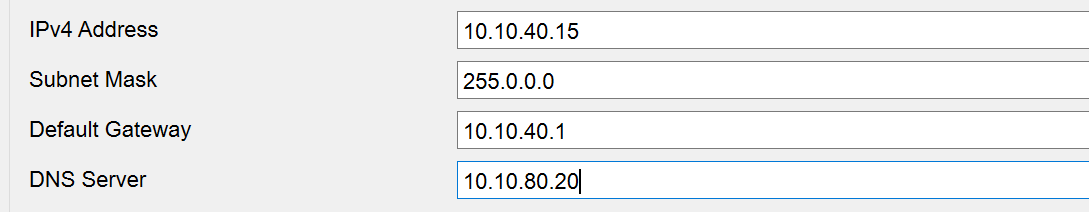 IPv4 Address 10.10.40.15
Subnet Mask 255.0.0.0
Default Gateway 10.10.40.1
DNS Server 10.10.80.20